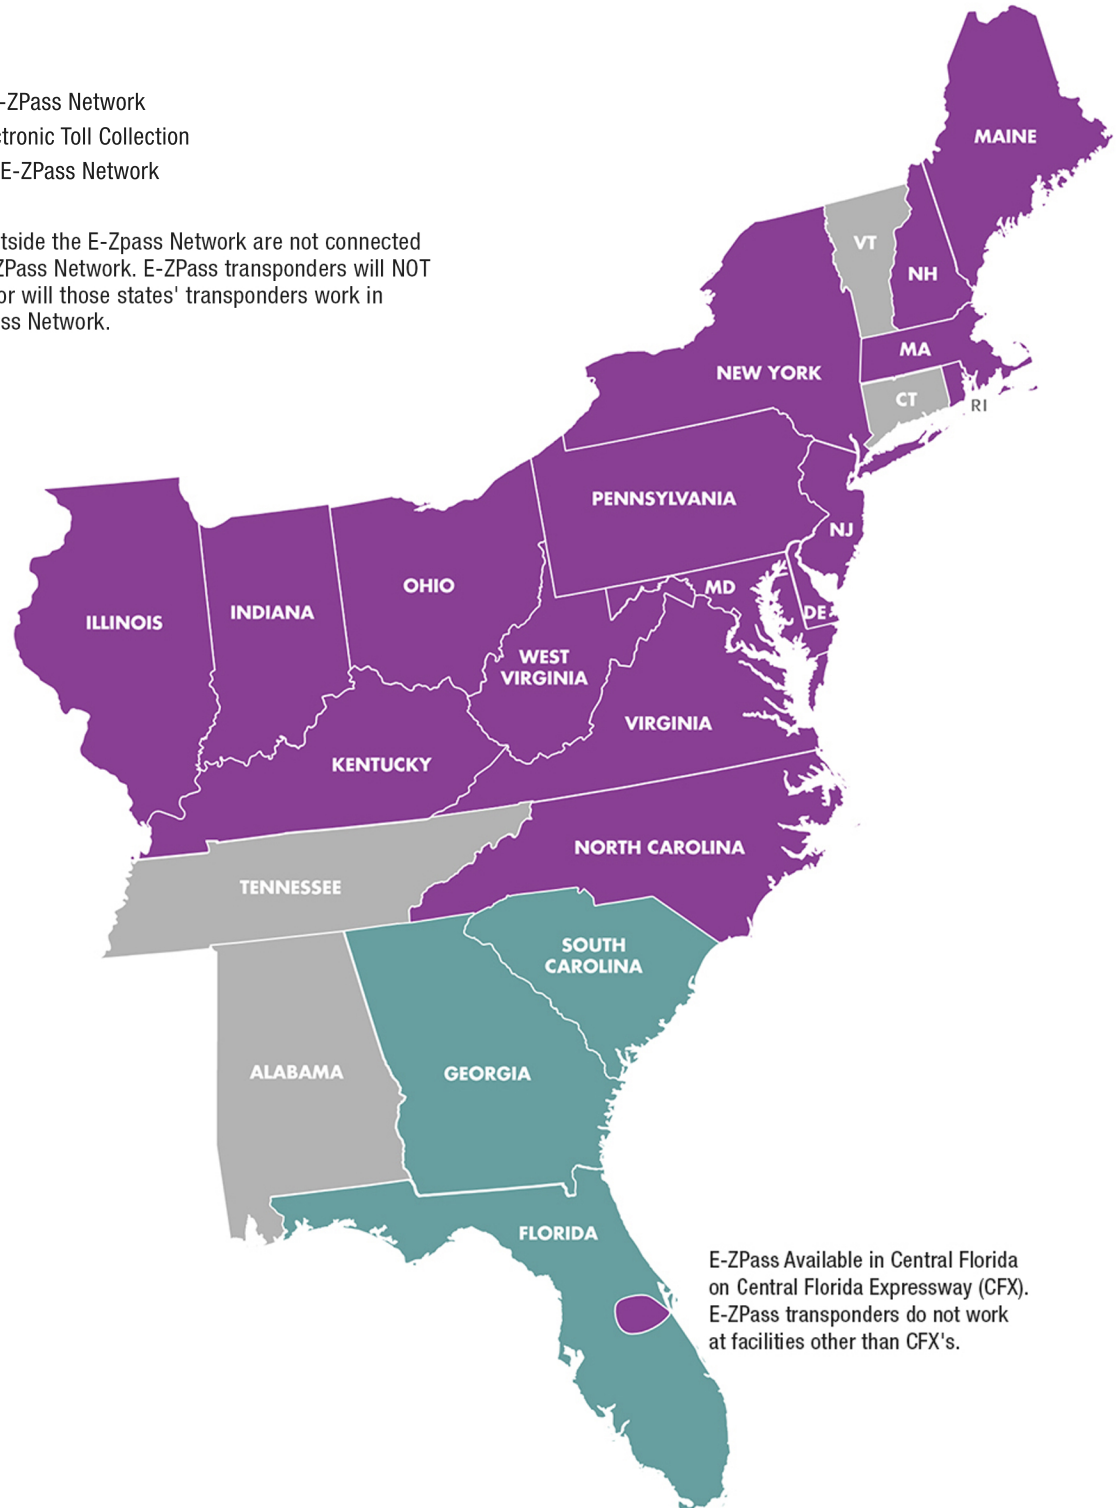 -ZPass Network
ctronic Toll Collection
E-ZPass Network
tside the E-Zpass Network are not connected
ZPass Network. E-ZPass transponders will NOT
or will those states' transponders work in
ss Network.
MAINE
VT
NH
MA
NEW YORK
CT
RI
PENNSYLVANIA
NJ
OHIO
MD
ILLINOIS
INDIANA
DE
WEST
VIRGINIA
VIRGINIA
KENTUCKY
NORTH CAROLINA
TENNESSEE
SOUTH
CAROLINA
ALABAMA
GEORGIA
FLORIDA
E-ZPass Available in Central Florida
on Central Florida Expressway (CFX).
E-ZPass transponders do not work
at facilities other than CFX's.